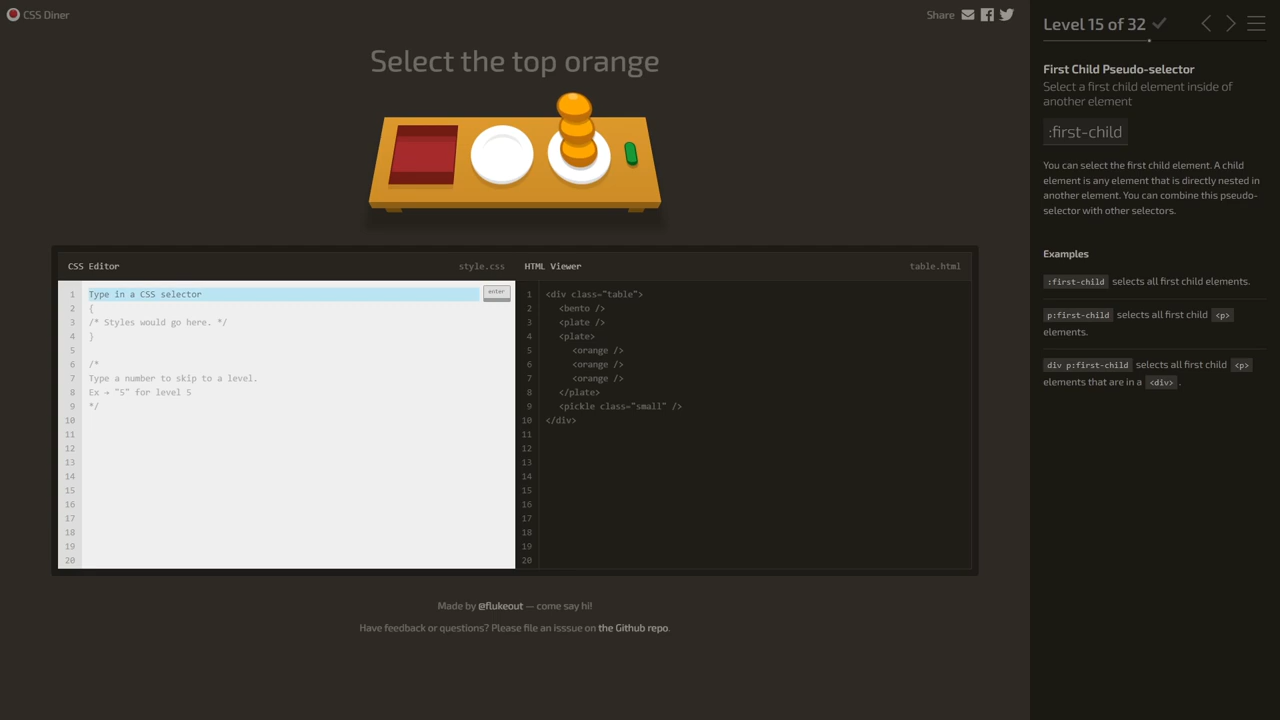 CSS Diner
Share
Select the top orange
CSS Editor
style.css
enter
1 Type in a CSS selector
2 {
3 /* Styles would go here. */
4 }
5
6 /*
7 Type a number to skip to a level.
8 Ex → "5" for level 5
9 */
10
11
12
13
14
15
16
17
18
19
20
HTML Viewer
table.html
1 <div class="table">
2 <bento />
3 <plate />
4 <plate>
5 <orange />
6 <orange />
7 <orange />
8 </plate>
9 <pickle class="small" />
10 </div>
11
12
13
14
15
16
17
18
19
20
Made by @flukeout — come say hi!
Have feedback or questions? Please file an isssue on the Github repo.
Level 15 of 32
First Child Pseudo-selector
Select a first child element inside of
another element
:first-child
You can select the first child element. A child
element is any element that is directly nested in
another element. You can combine this pseudo-
selector with other selectors.
Examples
:first-child selects all first child elements.
p:first-child selects all first child <p>
elements.
div p:first-child selects all first child <p>
elements that are in a <div> .